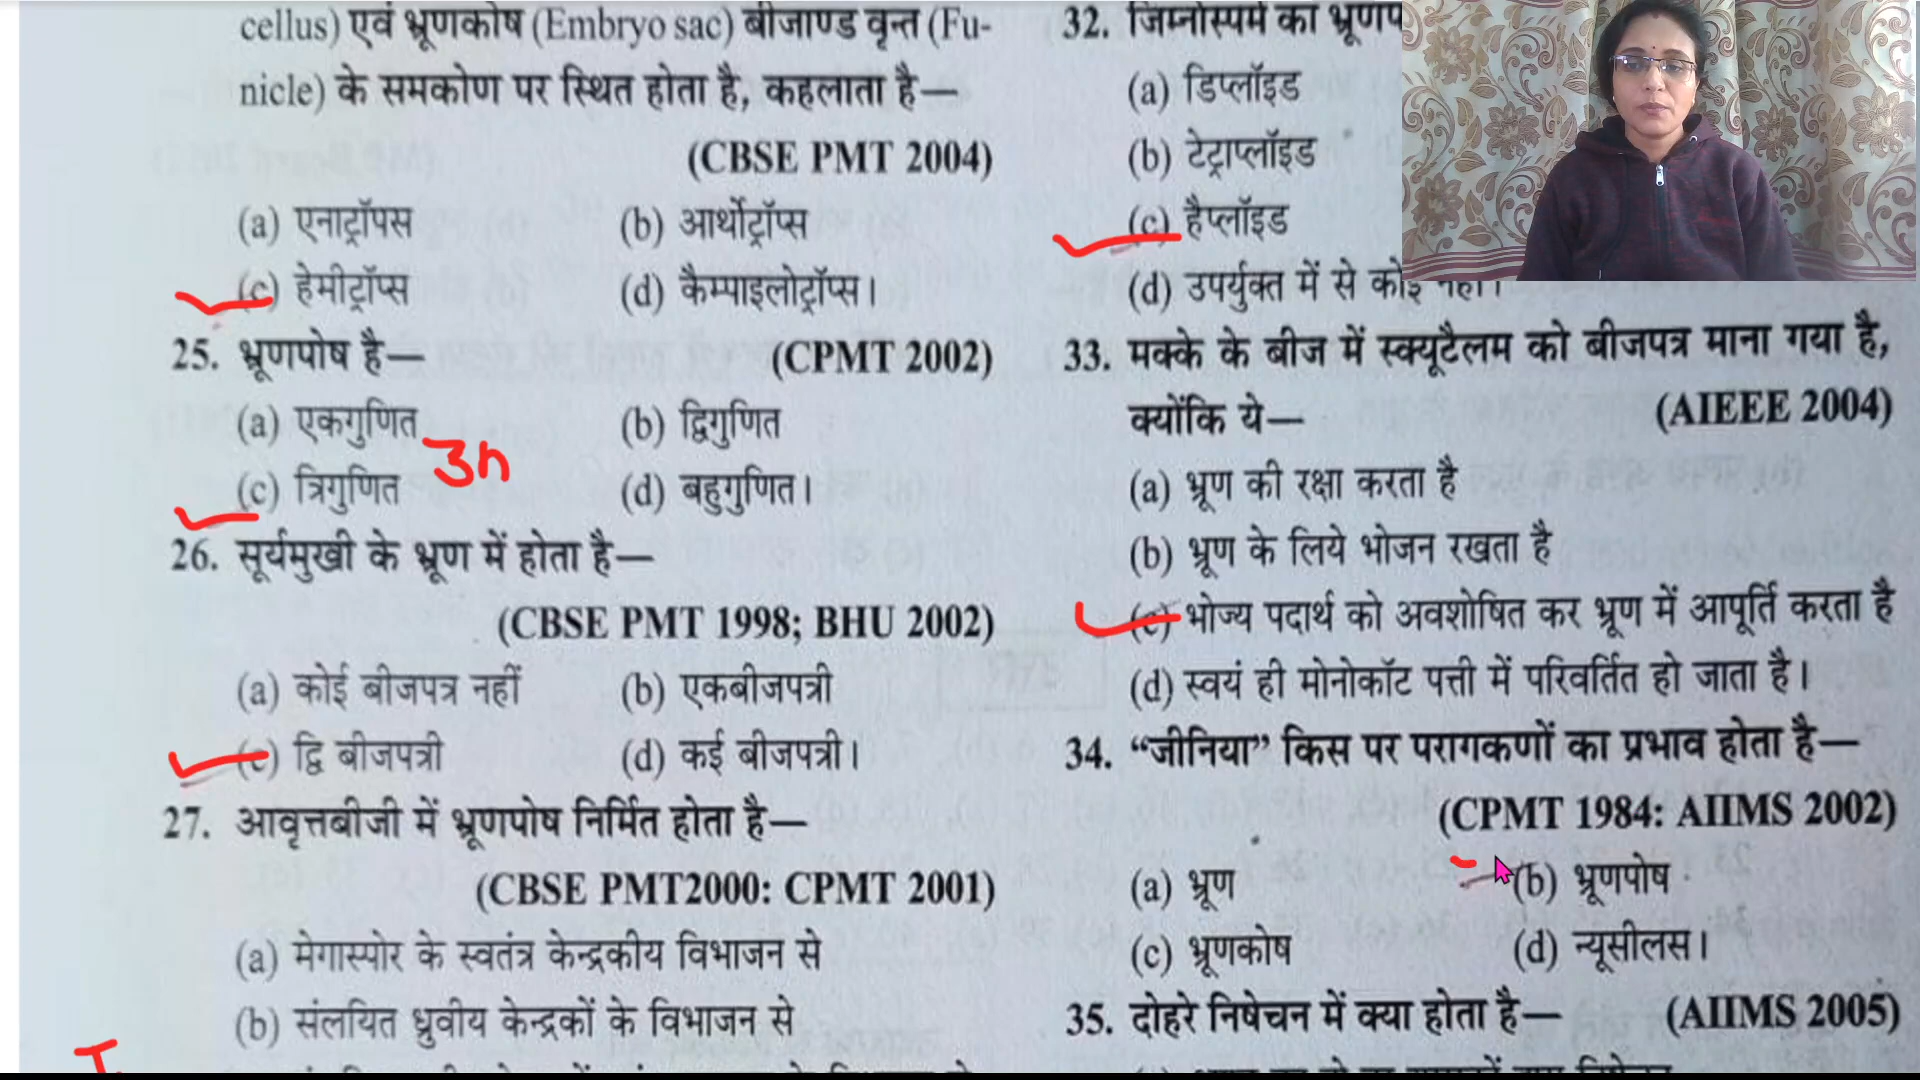 cellus) एवं भ्रूणकोष (Embryo sac) बीजाण्ड वृन्त (Fu-
nicle) के समकोण पर स्थित होता है, कहलाता है—
(CBSE PMT 2004)
(a) एनाट्रॉपस (b) आर्थोट्रॉप्स
(c) हेमीट्रॉप्स (d) कैम्पाइलोट्रॉप्स।
25. भ्रूणपोष है— (CPMT 2002)
(a) एकगुणित (b) द्विगुणित
3n
(c) त्रिगुणित (d) बहुगुणित।
26. सूर्यमुखी के भ्रूण में होता है—
(CBSE PMT 1998; BHU 2002)
(a) कोई बीजपत्र नहीं (b) एकबीजपत्री
(c) द्वि बीजपत्री (d) कई बीजपत्री।
27. आवृत्तबीजी में भ्रूणपोष निर्मित होता है—
(CBSE PMT2000: CPMT 2001)
(a) मेगास्पोर के स्वतंत्र केन्द्रकीय विभाजन से
(b) संलयित ध्रुवीय केन्द्रकों के विभाजन से
32. जिम्नोस्पर्म का
(a) डिप्लॉइड
(b) टेट्राप्लॉइड
(c) हैप्लॉइड
(d) उपर्युक्त में से कोई नहीं।
33. मक्के के बीज में स्क्यूटैलम को बीजपत्र माना गया है,
क्योंकि ये— (AIEEE 2004)
(a) भ्रूण की रक्षा करता है
(b) भ्रूण के लिये भोजन रखता है
(c) भोज्य पदार्थ को अवशोषित कर भ्रूण में आपूर्ति करता है
(d) स्वयं ही मोनोकॉट पत्ती में परिवर्तित हो जाता है।
34. “जीनिया” किस पर परागकणों का प्रभाव होता है—
(CPMT 1984: AIIMS 2002)
(a) भ्रूण (b) भ्रूणपोष
(c) भ्रूणकोष (d) न्यूसीलस।
35. दोहरे निषेचन में क्या होता है— (AIIMS 2005)